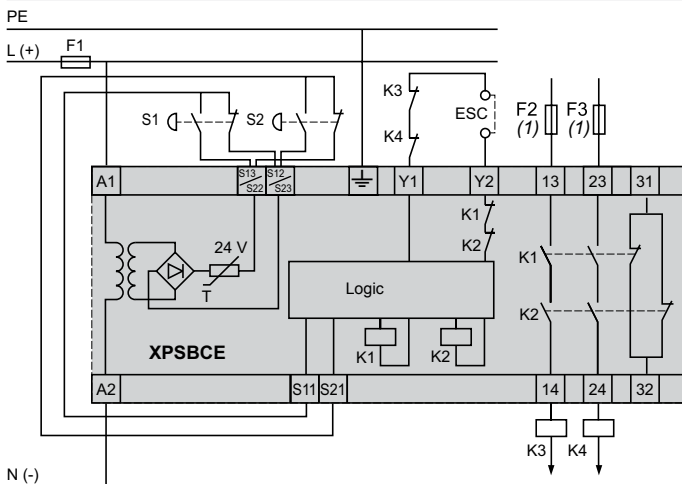 PE
L (+)
F1
S1
S2
K3
K4
ESC
F2
(1)
F3
(1)
A1
S13
S22
S12
S23
Y1
Y2
13
23
31
K1
K2
24 V
T
Logic
K1
K2
K1
K2
XPSBCE
A2
S11
S21
14
24
32
K3
K4
N (-)